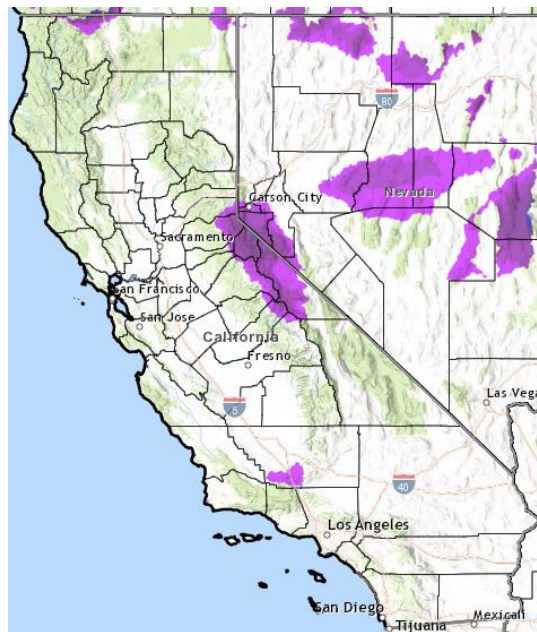 80
Carson City
Nevada
Sacramento
San Francisco
San Jose
California
Fresno
Las Vega
5
40
Los Angeles
San Diego
Mexicali
Tijuana